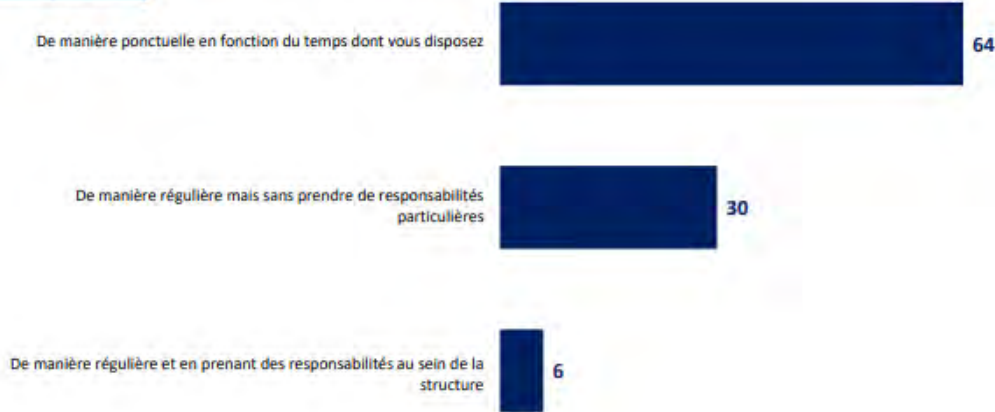 De manière ponctuelle en fonction du temps dont vous disposez
64
De manière régulière mais sans prendre de responsabilités
particulières
30
De manière régulière et en prenant des responsabilités au sein de la
structure
6